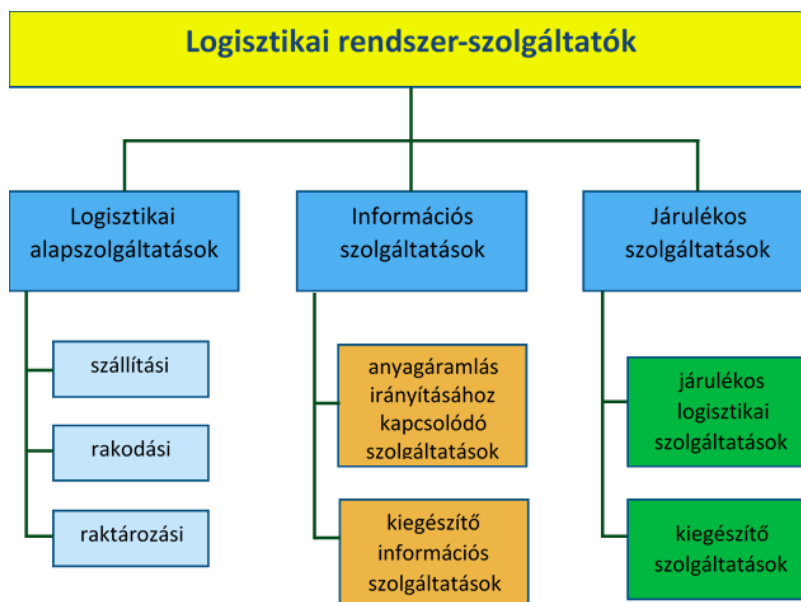 Logisztikai rendszer-szolgáltatók
Logisztikai
alapszolgáltatások
szállítási
rakodási
raktározási
Információs
szolgáltatások
anyagáramlás
irányításához
kapcsolódó
szolgáltatások
kiegészítő
információs
szolgáltatások
Járulékos
szolgáltatások
járulékos
logisztikai
szolgáltatások
kiegészítő
szolgáltatások